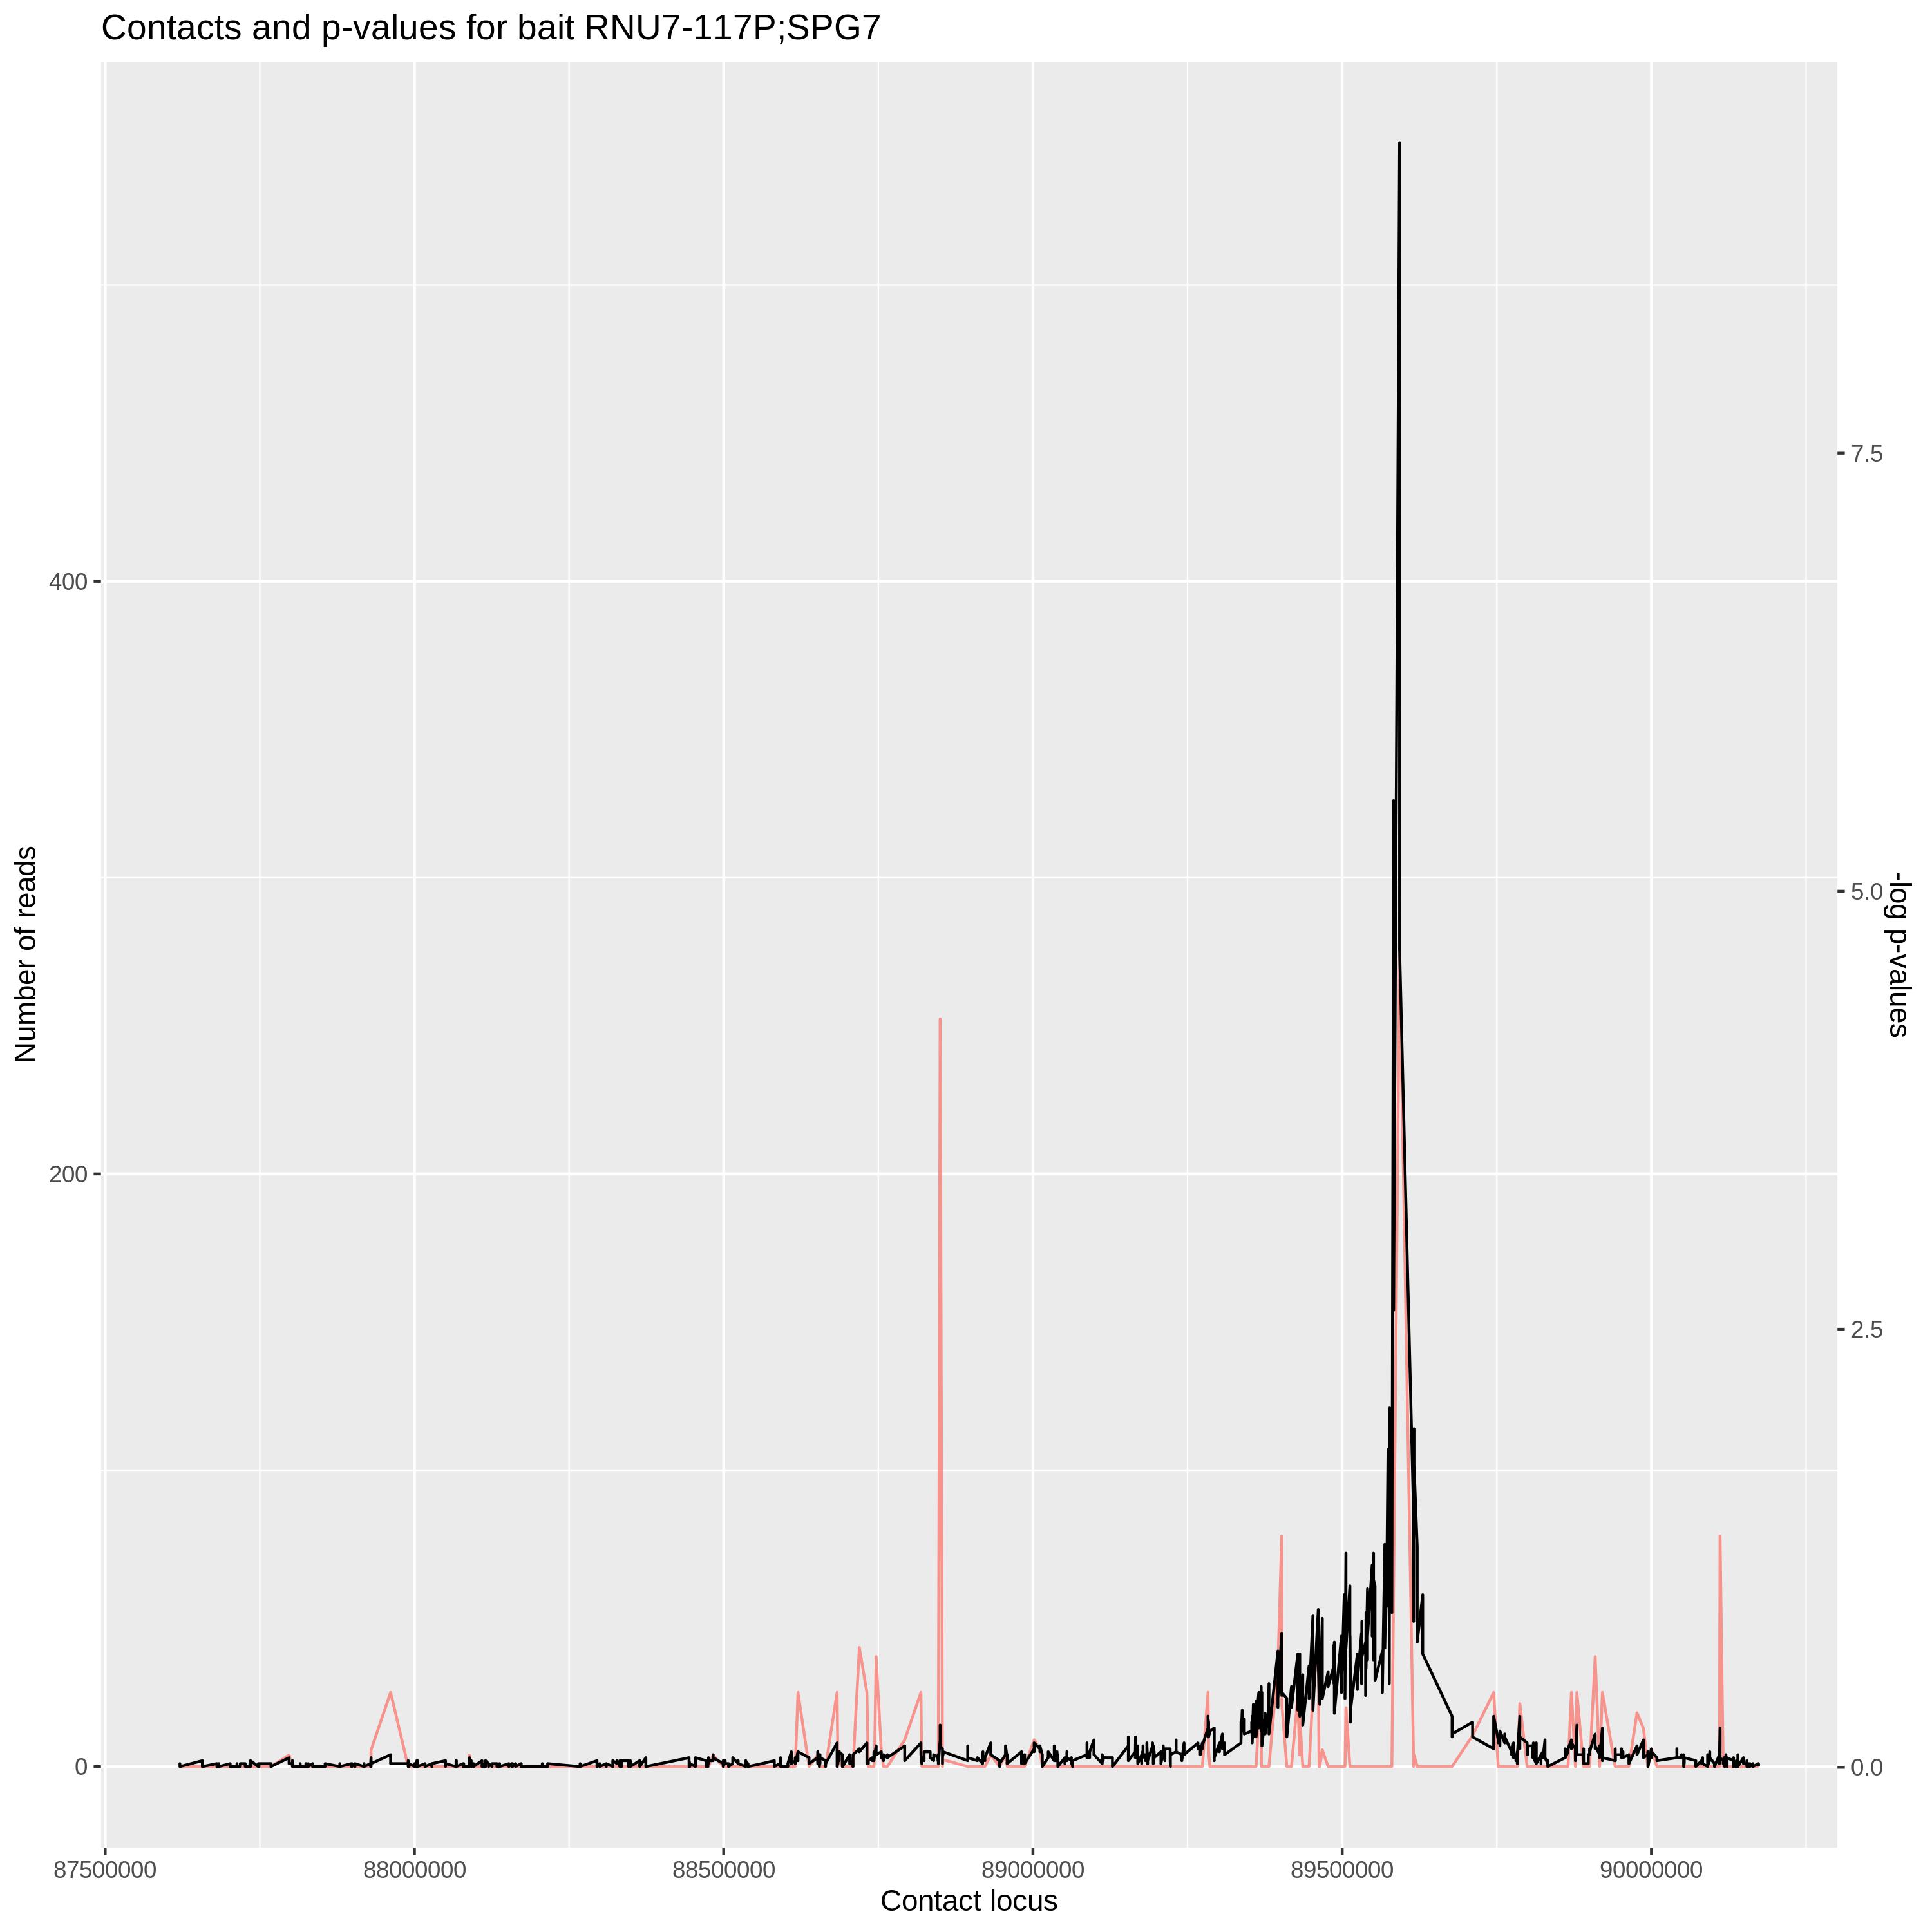 Contacts and p-values for bait RNU7-117P;SPG7
Number of reads
400
200
0
7.5
5.0
2.5
0.0
-log p-values
87500000 88000000 88500000 89000000 89500000 90000000
Contact locus